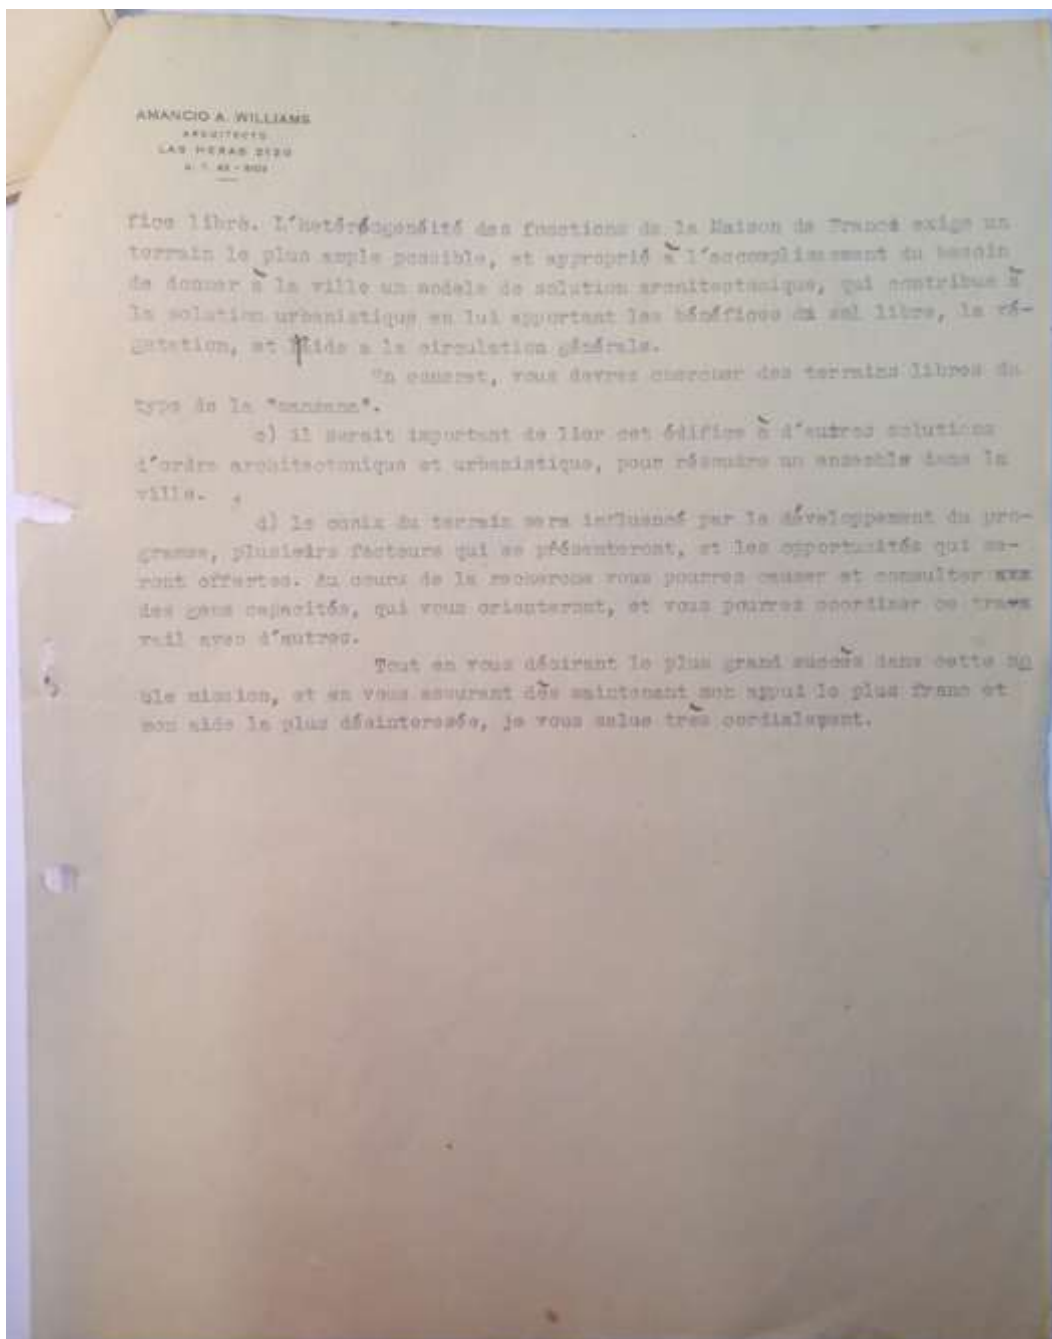 AMANCIO A. WILLIAMS
ARQUITECTO
LAS HERAS 2120
fice libre. L'hetérógenéité des fonctions de la Maison de France exige un
terrain le plus ample possible, et approprié à l'accomplissement du besoin
de donner à la ville un modele de solution architectonique, qui contribue à
la solution urbanistique en lui apportant les bénéfices du sol libre, la vé-
gétation, et aide a la circulation générale.
En concret, vous devrez chercher des terrains libres du
type de la "manzana".
c) il serait important de lier cet édifice à d'autres solutions
d'ordre architectonique et urbanistique, pour résoudre un ensemble dans la
ville.
d) le choix du terrain sera influencé par le développement du pro-
gramme, plusieirs facteurs qui se présenteront, et les opportunités qui se-
ront offertes. Au cours de la recherche vous pourrez causer et consulter xxx
des gens capacités, qui vous orienteront, et vous pourrez coordiner ce trava
vail avec d'autres.
Tout en vous désirant le plus grand succès dans cette no
ble mission, et en vous assurant dès maintenant mon appui le plus franc et
mon aide la plus désinteresée, je vous salue très cordialement.